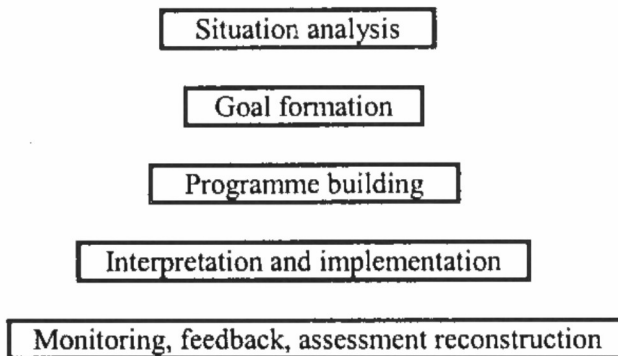 Situation analysis
Goal formation
Programme building
Interpretation and implementation
Monitoring, feedback, assessment reconstruction